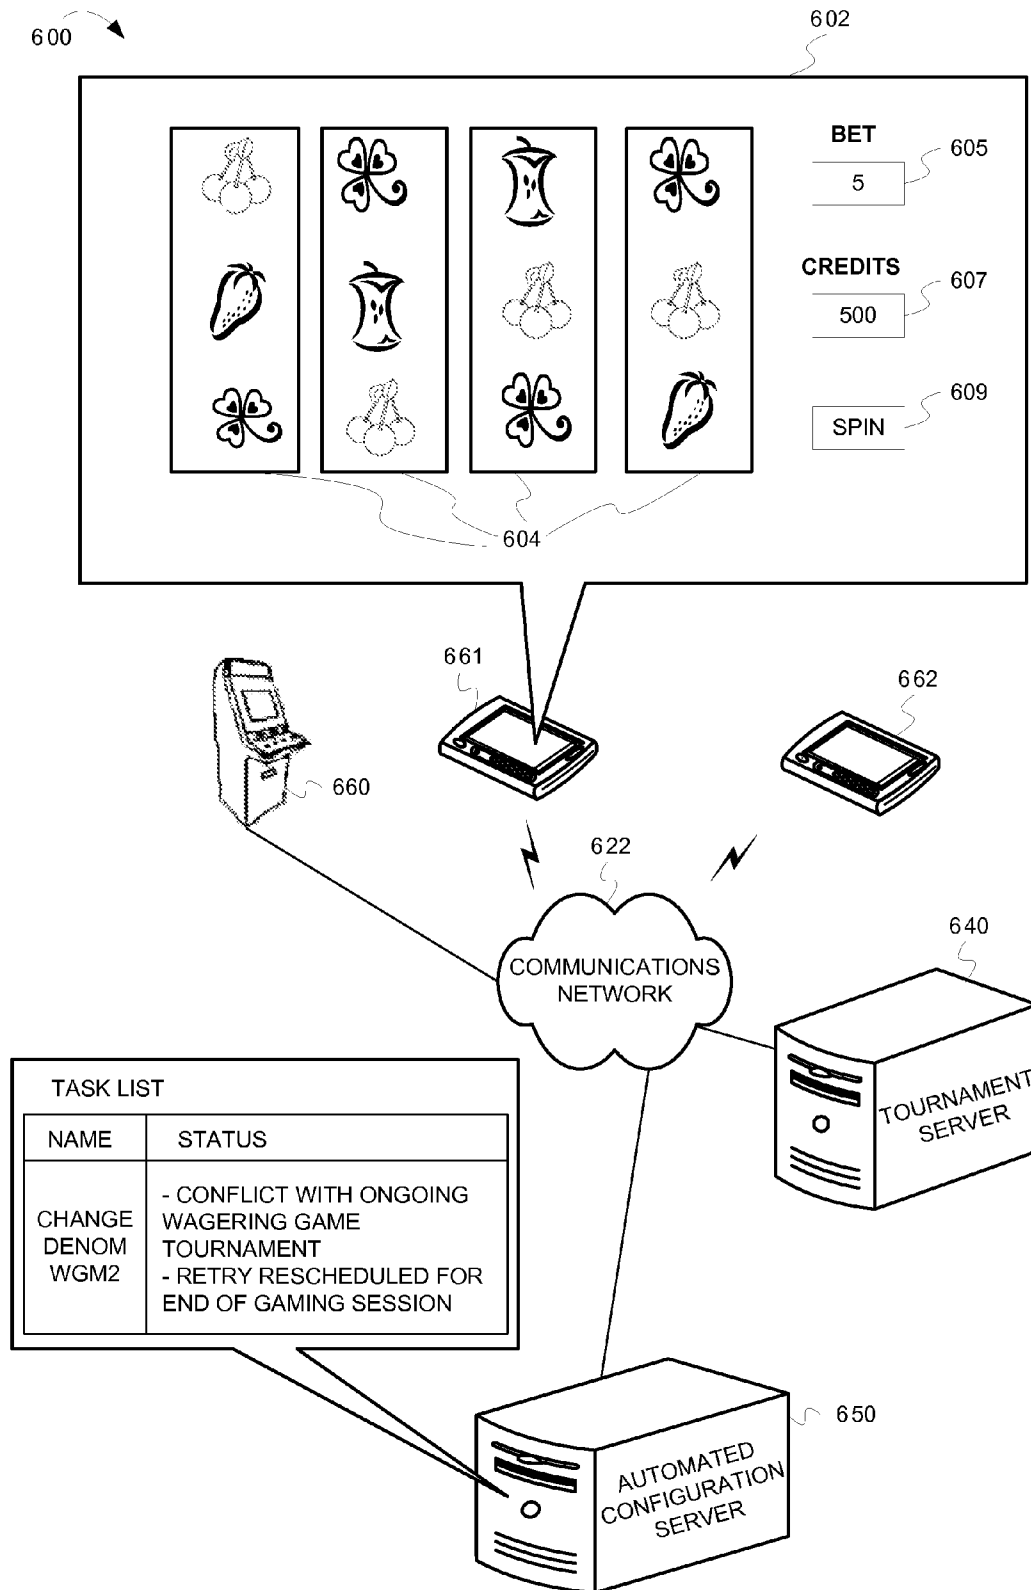 600
602
BET
605
5
CREDITS
607
500
609
SPIN
604
661
662
660
622
640
COMMUNICATIONS
NETWORK
TOURNAMENT
SERVER
TASK LIST
NAME STATUS
CHANGE
DENOM
WGM2
- CONFLICT WITH ONGOING
WAGERING GAME
TOURNAMENT
- RETRY RESCHEDULED FOR
END OF GAMING SESSION
650
AUTOMATED
CONFIGURATION
SERVER